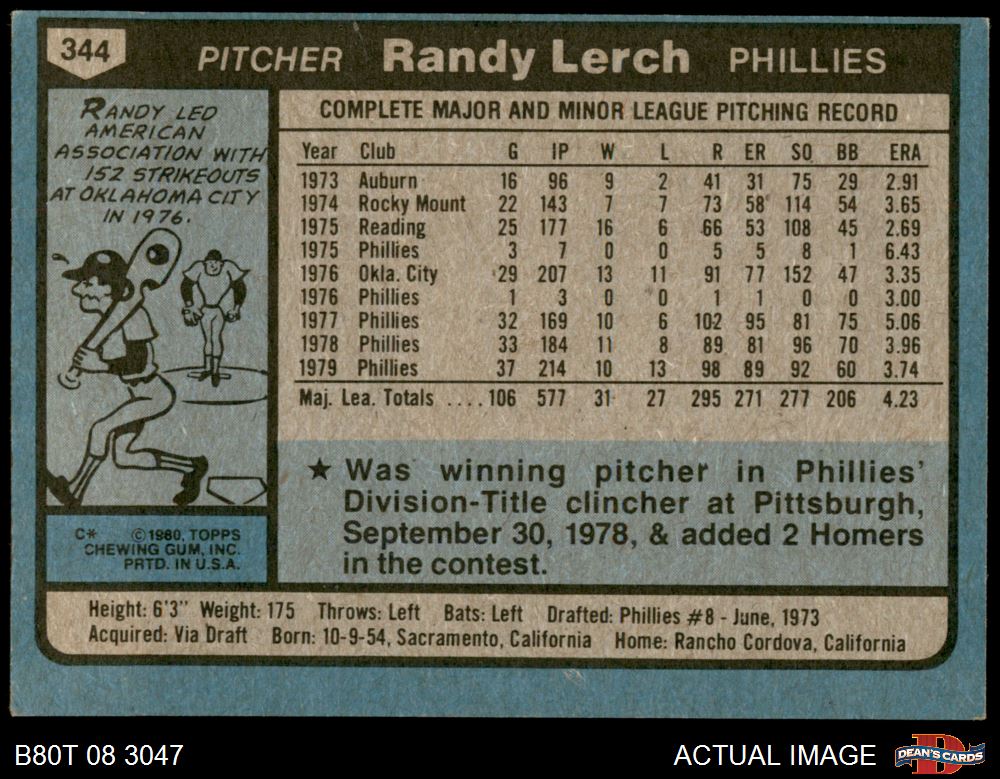 344
PITCHER Randy Lerch PHILLIES
RANDY LED
AMERICAN
ASSOCIATION WITH
152 STRIKEOUTS
AT OKLAHOMA CITY
IN 1976.
COMPLETE MAJOR AND MINOR LEAGUE PITCHING RECORD
Year Club G IP W L R ER SO BB ERA
1973 Auburn 16 96 9 2 41 31 75 29 2.91
1974 Rocky Mount 22 143 7 7 73 58 114 54 3.65
1975 Reading 25 177 16 6 66 53 108 45 2.69
1975 Phillies 3 7 0 0 5 5 8 1 6.43
1976 Okla. City 29 207 13 11 91 77 152 47 3.35
1976 Phillies 1 3 0 0 1 1 0 0 3.00
1977 Phillies 32 169 10 6 102 95 81 75 5.06
1978 Phillies 33 184 11 8 89 81 96 70 3.96
1979 Phillies 37 214 10 13 98 89 92 60 3.74
Maj. Lea. Totals ....106 577 31 27 295 271 277 206 4.23
★ Was winning pitcher in Phillies'
Division-Title clincher at Pittsburgh,
September 30, 1978, & added 2 Homers
in the contest.
C* ©1980, TOPPS
CHEWING GUM, INC.
PRTD. IN U.S.A.
Height: 6'3" Weight: 175 Throws: Left Bats: Left Drafted: Phillies #8 - June, 1973
Acquired: Via Draft Born: 10-9-54, Sacramento, California Home: Rancho Cordova, California
B80T 08 3047 ACTUAL IMAGE D DEAN'S CARDS